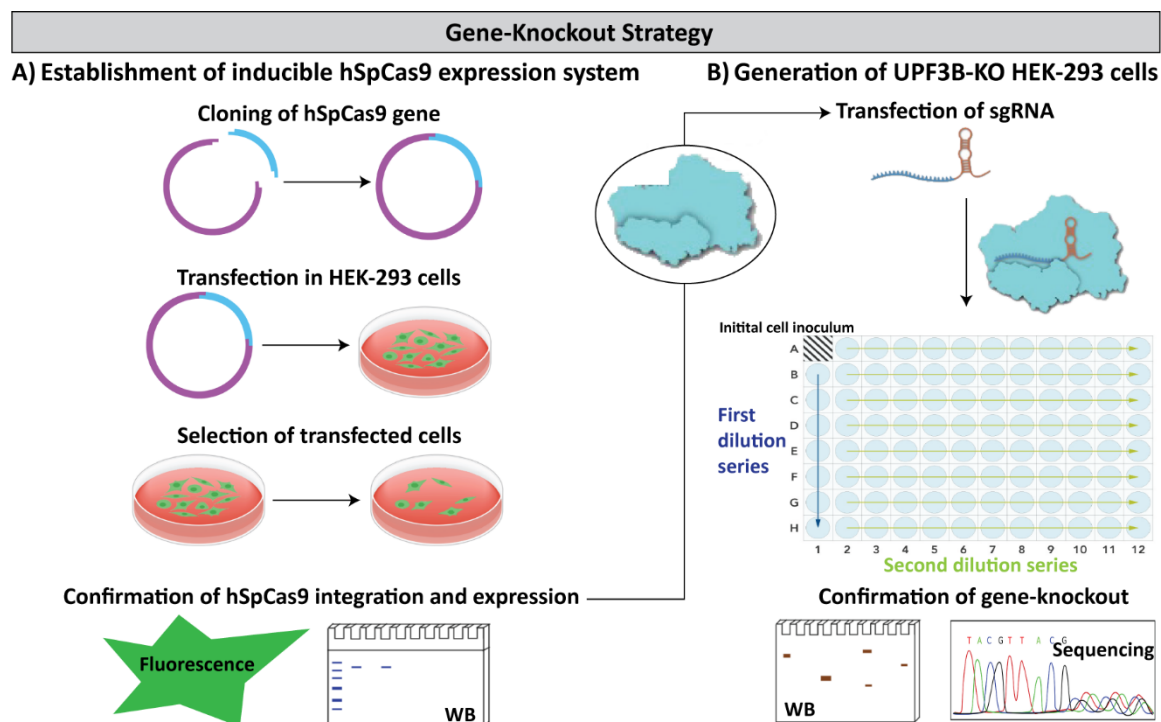 Gene-Knockout Strategy
A) Establishment of inducible hSpCas9 expression system
Cloning of hSpCas9 gene
Transfection in HEK-293 cells
Selection of transfected cells
Confirmation of hSpCas9 integration and expression
Fluorescence
WB
B) Generation of UPF3B-KO HEK-293 cells
Transfection of sgRNA
Initital cell inoculum
A
B
C
D
E
F
G
H
First
dilution
series
1 2 3 4 5 6 7 8 9 10 11 12
Second dilution series
Confirmation of gene-knockout
WB
T A C G T T A C G
Sequencing